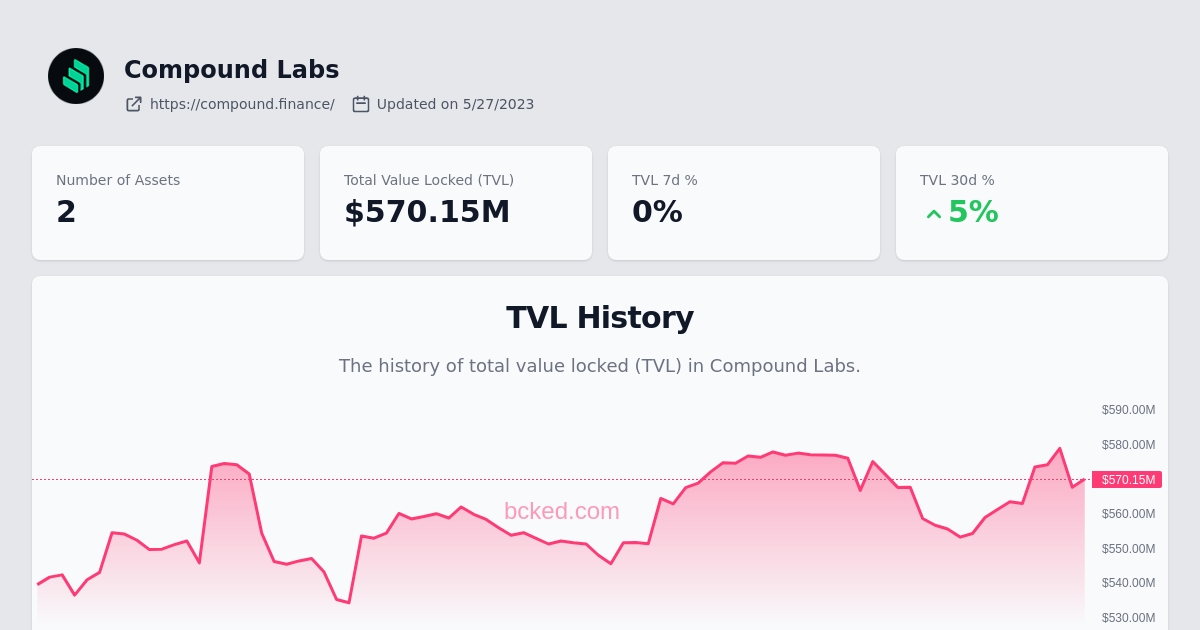 Compound Labs
https://compound.finance/ Updated on 5/27/2023
Number of Assets
2
Total Value Locked (TVL)
$570.15M
TVL 7d %
0%
TVL 30d %
5%
TVL History
The history of total value locked (TVL) in Compound Labs.
$590.00M
$580.00M
$570.15M
bcked.com
$560.00M
$550.00M
$540.00M
$530.00M